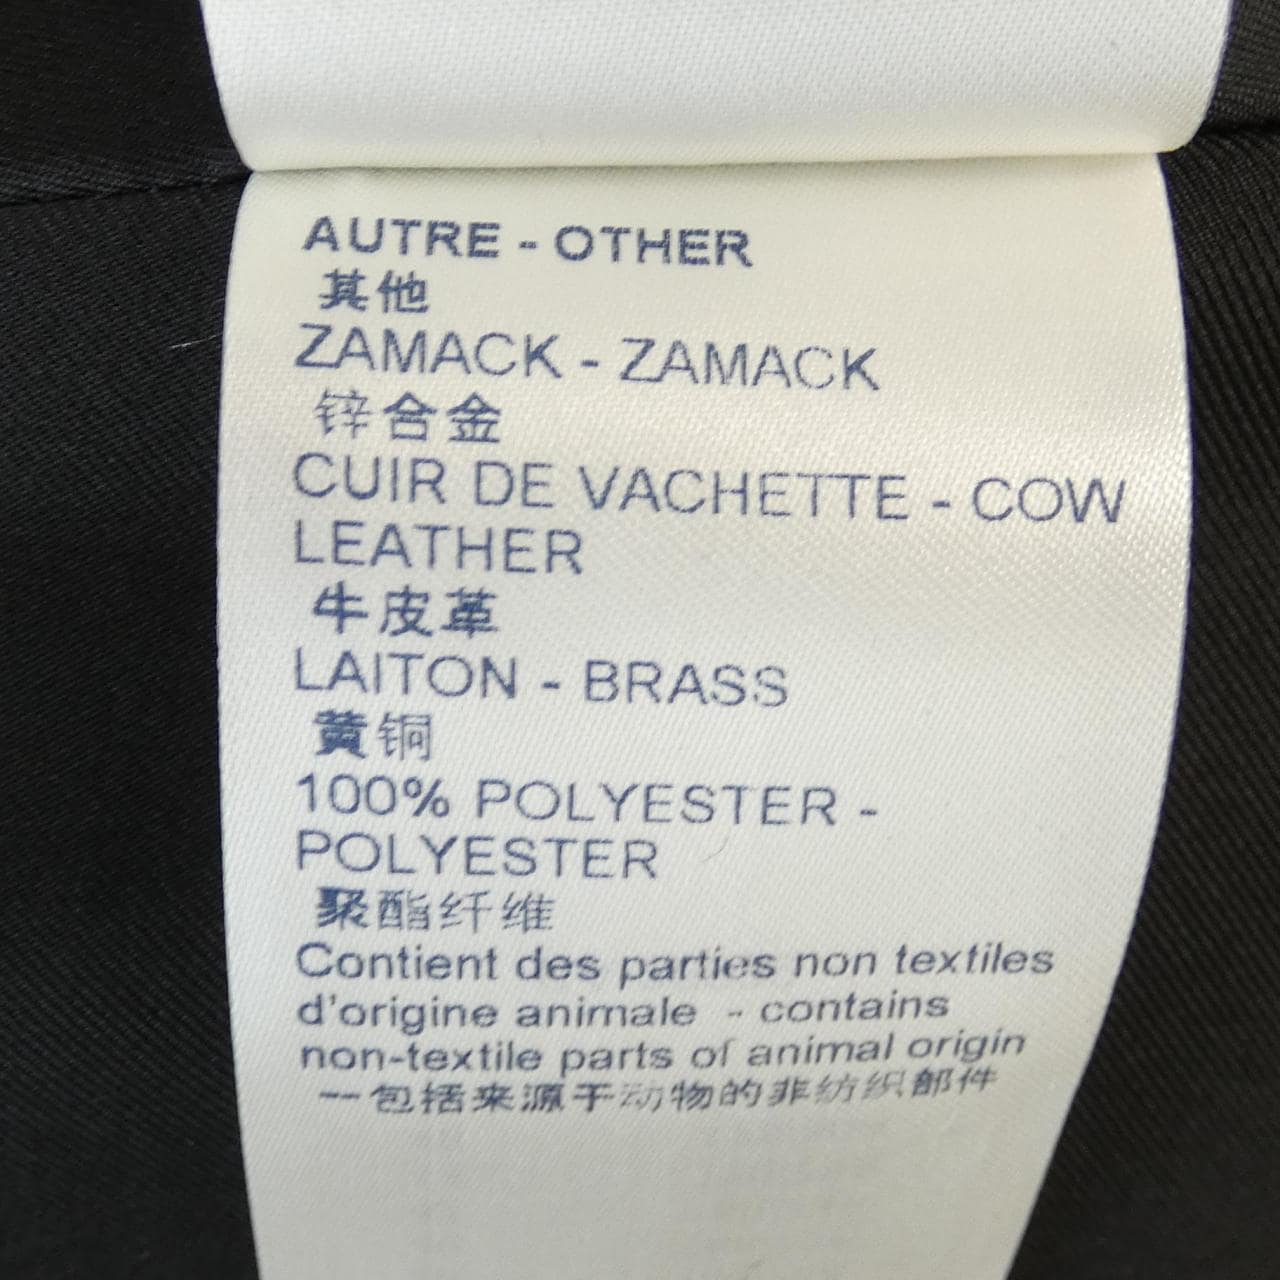 AUTRE - OTHER
其他
ZAMACK - ZAMACK
锌合金
CUIR DE VACHETTE - COW
LEATHER
牛皮革
LAITON - BRASS
黄铜
100% POLYESTER -
POLYESTER
聚酯纤维
Contient des parties non textiles
d'origine animale - contains
non-textile parts of animal origin
一包括来源于动物的非纺织部件